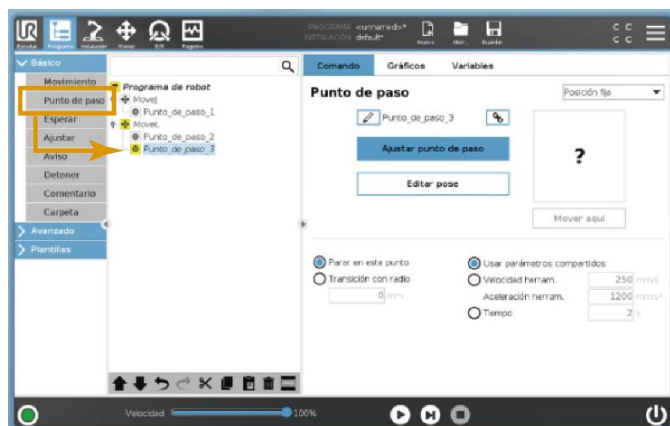 UR
Ejecutar Programa Instalación Mover E/S Registro
PROGRAMA <unnamed>*
INSTALACIÓN default*
Nuevo... Abrir... Guardar...
C C
C C
Básico
Movimiento
Punto de paso
Esperar
Ajustar
Aviso
Detener
Comentario
Carpeta
Avanzado
Plantillas
Programa de robot
MoveJ
Punto_de_paso_1
MoveL
Punto_de_paso_2
Punto_de_paso_3
Comando Gráficos Variables
Punto de paso
Posición fija
Punto_de_paso_3
Ajustar punto de paso
Editar pose
?
Mover aquí
Parar en este punto
Transición con radio
0 mm
Usar parámetros compartidos
Velocidad herram. 250 mm/s
Aceleración herram. 1200 mm/s²
Tiempo 2 s
Velocidad 100%